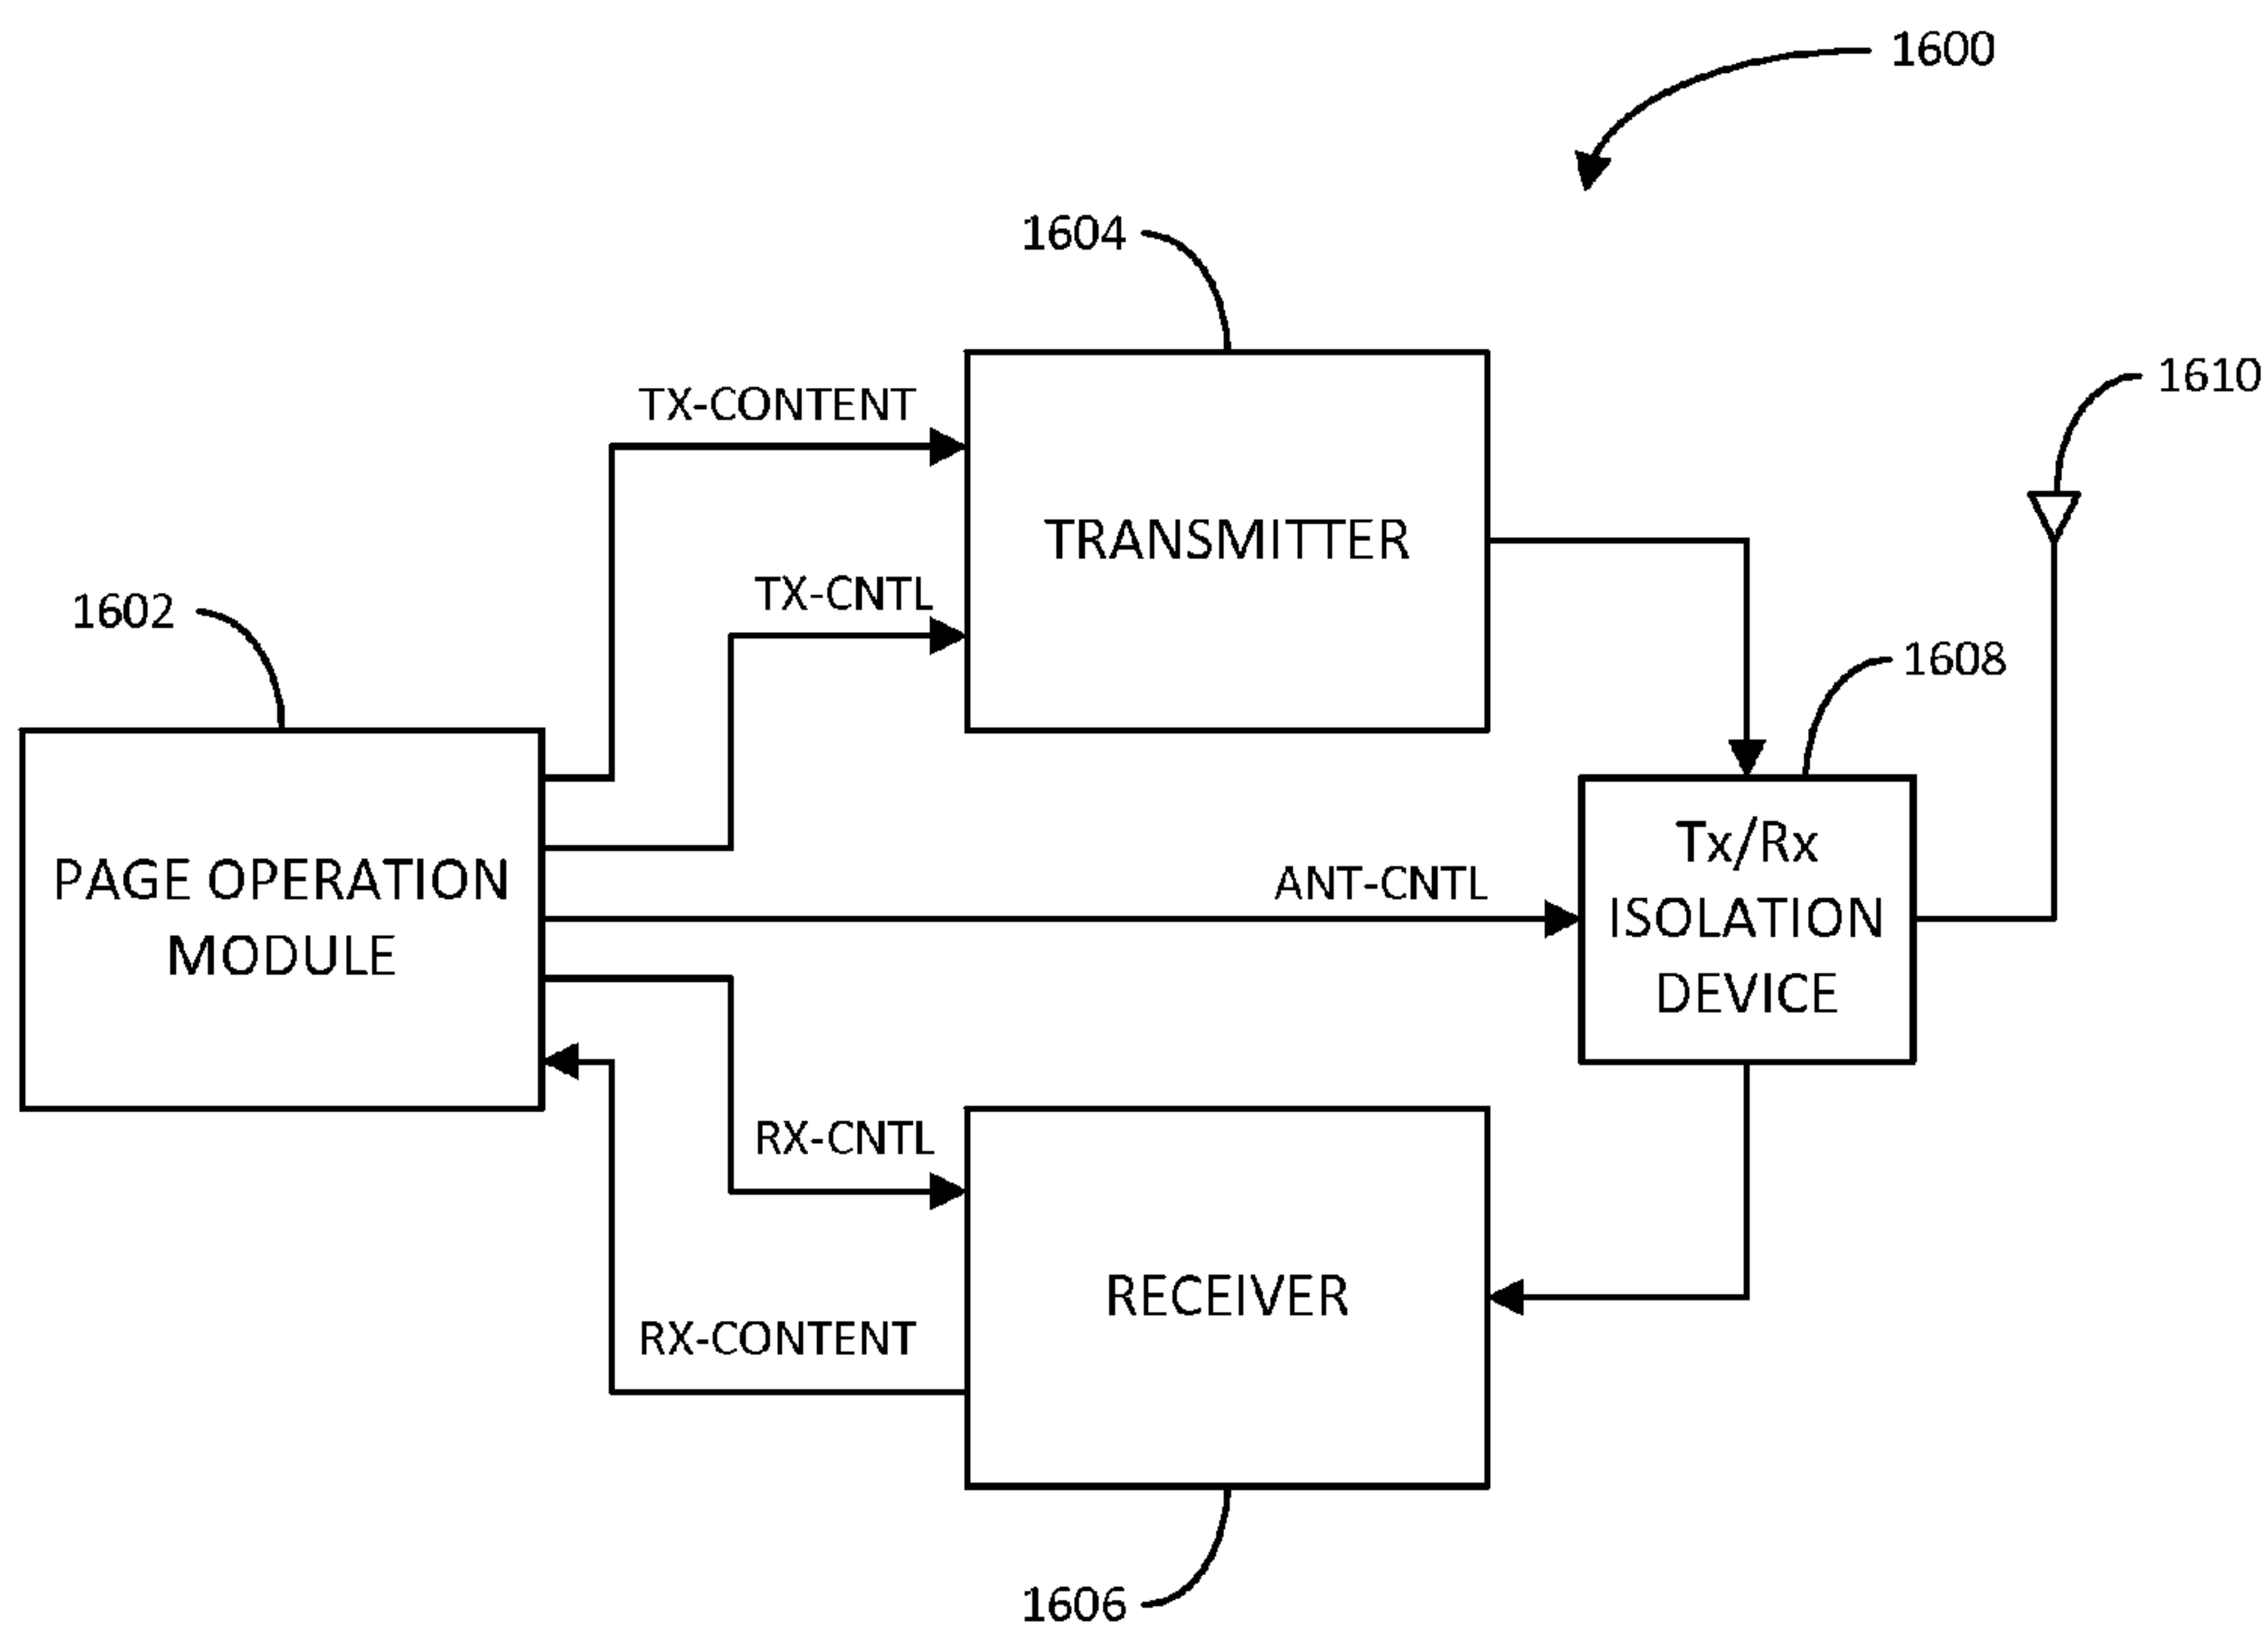 1600
1604
1610
TX-CONTENT
TRANSMITTER
TX-CNTL
1602
1608
PAGE OPERATION
MODULE
ANT-CNTL
Tx/Rx
ISOLATION
DEVICE
RX-CNTL
RECEIVER
RX-CONTENT
1606